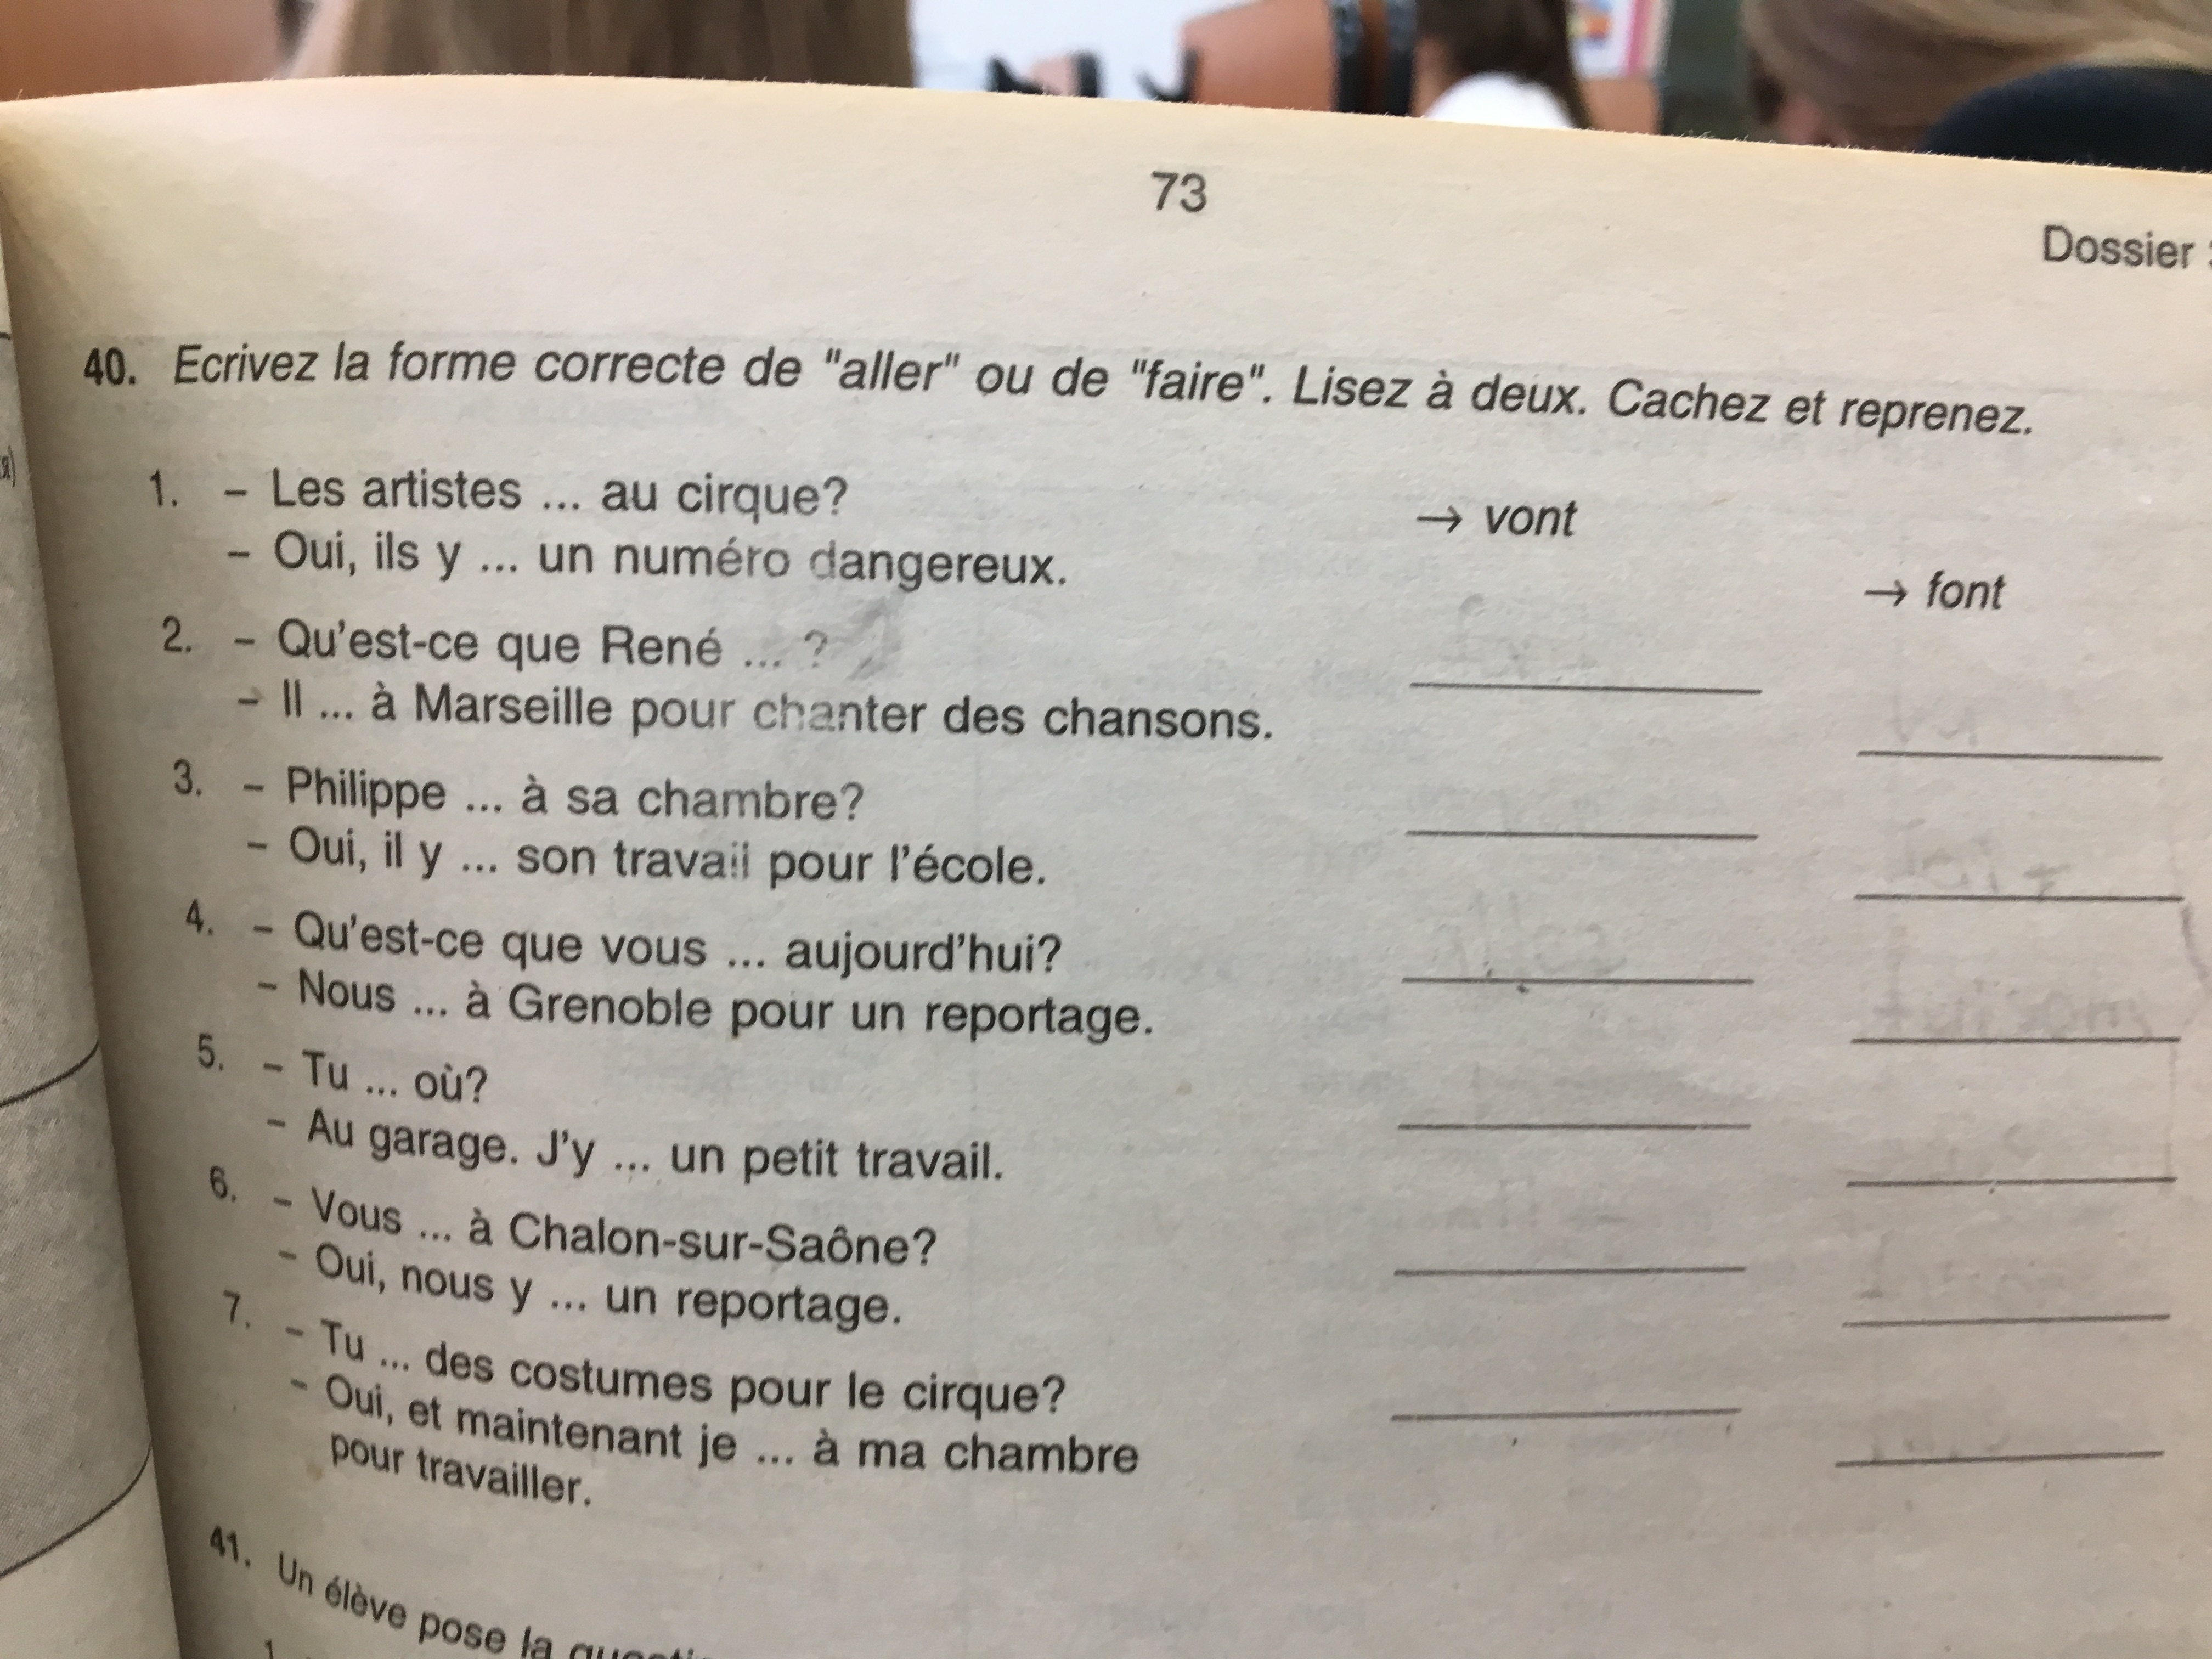 73
Dossier
40. Ecrivez la forme correcte de "aller" ou de "faire". Lisez à deux. Cachez et reprenez.
1. – Les artistes ... au cirque? → vont
– Oui, ils y ... un numéro dangereux. → font
2. – Qu'est-ce que René ... ?
– Il ... à Marseille pour chanter des chansons.
3. – Philippe ... à sa chambre?
– Oui, il y ... son travail pour l'école.
4. – Qu'est-ce que vous ... aujourd'hui?
– Nous ... à Grenoble pour un reportage.
5. – Tu ... où?
– Au garage. J'y ... un petit travail.
6. – Vous ... à Chalon-sur-Saône?
– Oui, nous y ... un reportage.
7. – Tu ... des costumes pour le cirque?
– Oui, et maintenant je ... à ma chambre
pour travailler.
41. Un élève pose la
1